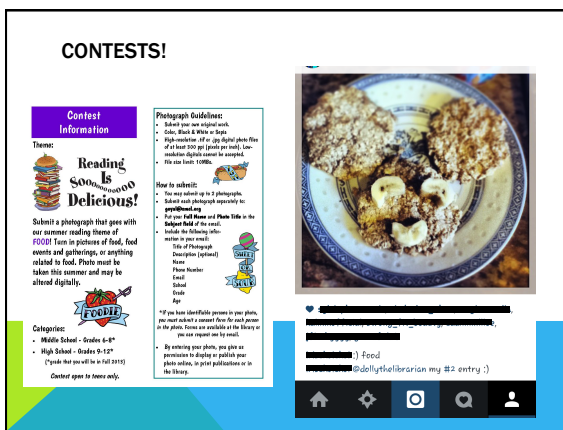 CONTESTS!
Contest
Information
Theme:
Reading
Is
Sooooooooo
Delicious!
Submit a photograph that goes with
our summer reading theme of
FOOD! Turn in pictures of food, food
events and gatherings, or anything
related to food. Photo must be
taken this summer and may be
altered digitally.
FOODIE
Categories:
• Middle School - Grades 6-8*
• High School - Grades 9-12*
(*grade that you will be in Fall 2013)
Contest open to teens only.
Photograph Guidelines:
• Submit your own original work.
• Color, Black & White or Sepia
• High-resolution .tif or .jpg digital photo files
of at least 300 ppi (pixels per inch). Low-
resolution digitals cannot be accepted.
• File size limit: 10MBs.
How to submit:
• You may submit up to 2 photographs.
• Submit each photograph separately to:
• Put your Full Name and Photo Title in the
Subject field of the email.
• Include the following infor-
mation in your email:
Title of Photograph
Description (optional)
Name
Phone Number
Email
School
Grade
Age
SWEET
*If you have identifiable persons in your photo,
you must submit a consent form for each person
in the photo. Forms are available at the library or
you can request one by email.
• By entering your photo, you give us
permission to display or publish your
photo online, in print publications or in
the library.
:) food
@dollythelibrarian my #2 entry :)